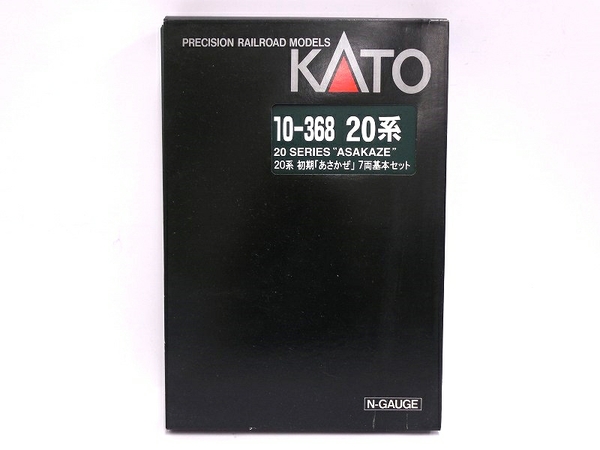 PRECISION RAILROAD MODELS
KATO
10-368 20系
20 SERIES "ASAKAZE"
20系 初期「あさかぜ」7両基本セット
N-GAUGE